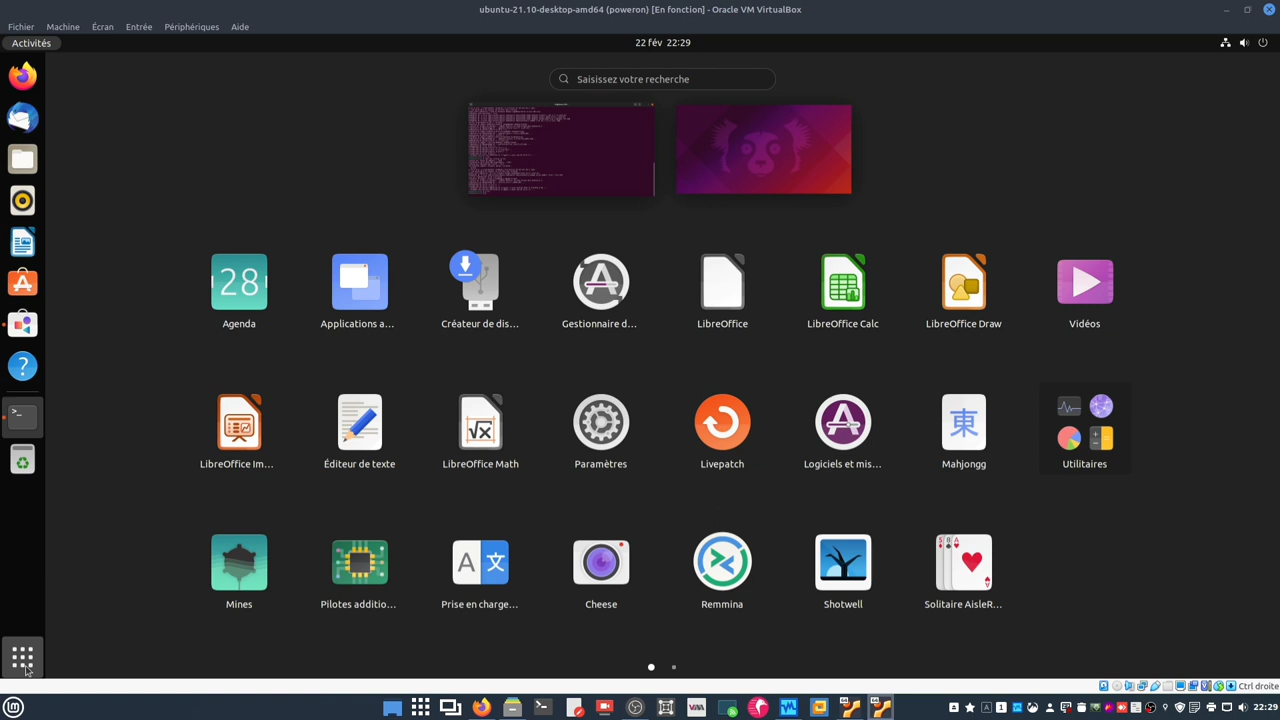 ubuntu-21.10-desktop-amd64 (poweron) [En fonction] - Oracle VM VirtualBox
Fichier Machine Écran Entrée Périphériques Aide
Activités 22 fév 22:29
Saisissez votre recherche
28
Agenda Applications a... Créateur de dis... Gestionnaire d... LibreOffice LibreOffice Calc LibreOffice Draw Vidéos
LibreOffice Im... Éditeur de texte LibreOffice Math Paramètres Livepatch Logiciels et mis... Mahjongg Utilitaires
東
A 文
Mines Pilotes additio... Prise en charge... Cheese Remmina Shotwell Solitaire AisleR...
Ctrl droite
22:29